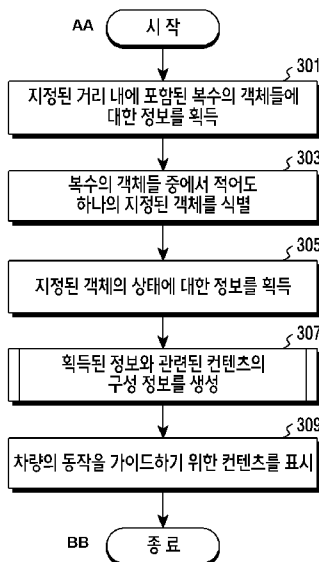 AA
시 작
301
지정된 거리 내에 포함된 복수의 객체들에
대한 정보를 획득
303
복수의 객체들 중에서 적어도
하나의 지정된 객체를 식별
305
지정된 객체의 상태에 대한 정보를 획득
307
획득된 정보와 관련된 컨텐츠의
구성 정보를 생성
309
차량의 동작을 가이드하기 위한 컨텐츠를 표시
BB
종 료